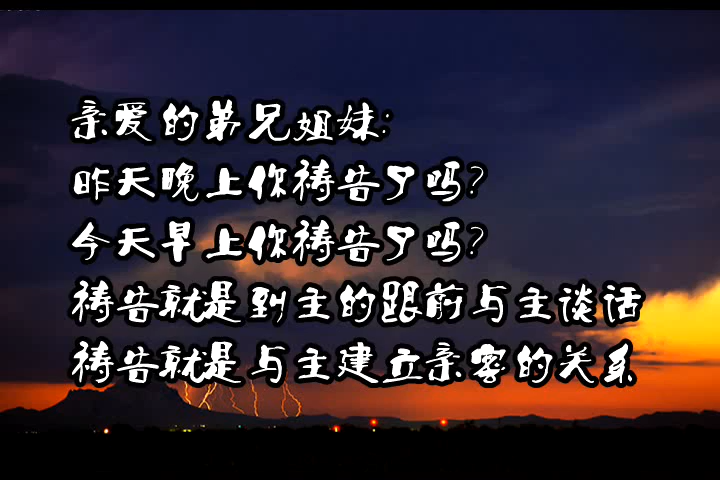 亲爱的弟兄姐妹:
昨天晚上你祷告了吗?
今天早上你祷告了吗?
祷告就是到主的跟前与主谈话
祷告就是与主建立亲密的关系